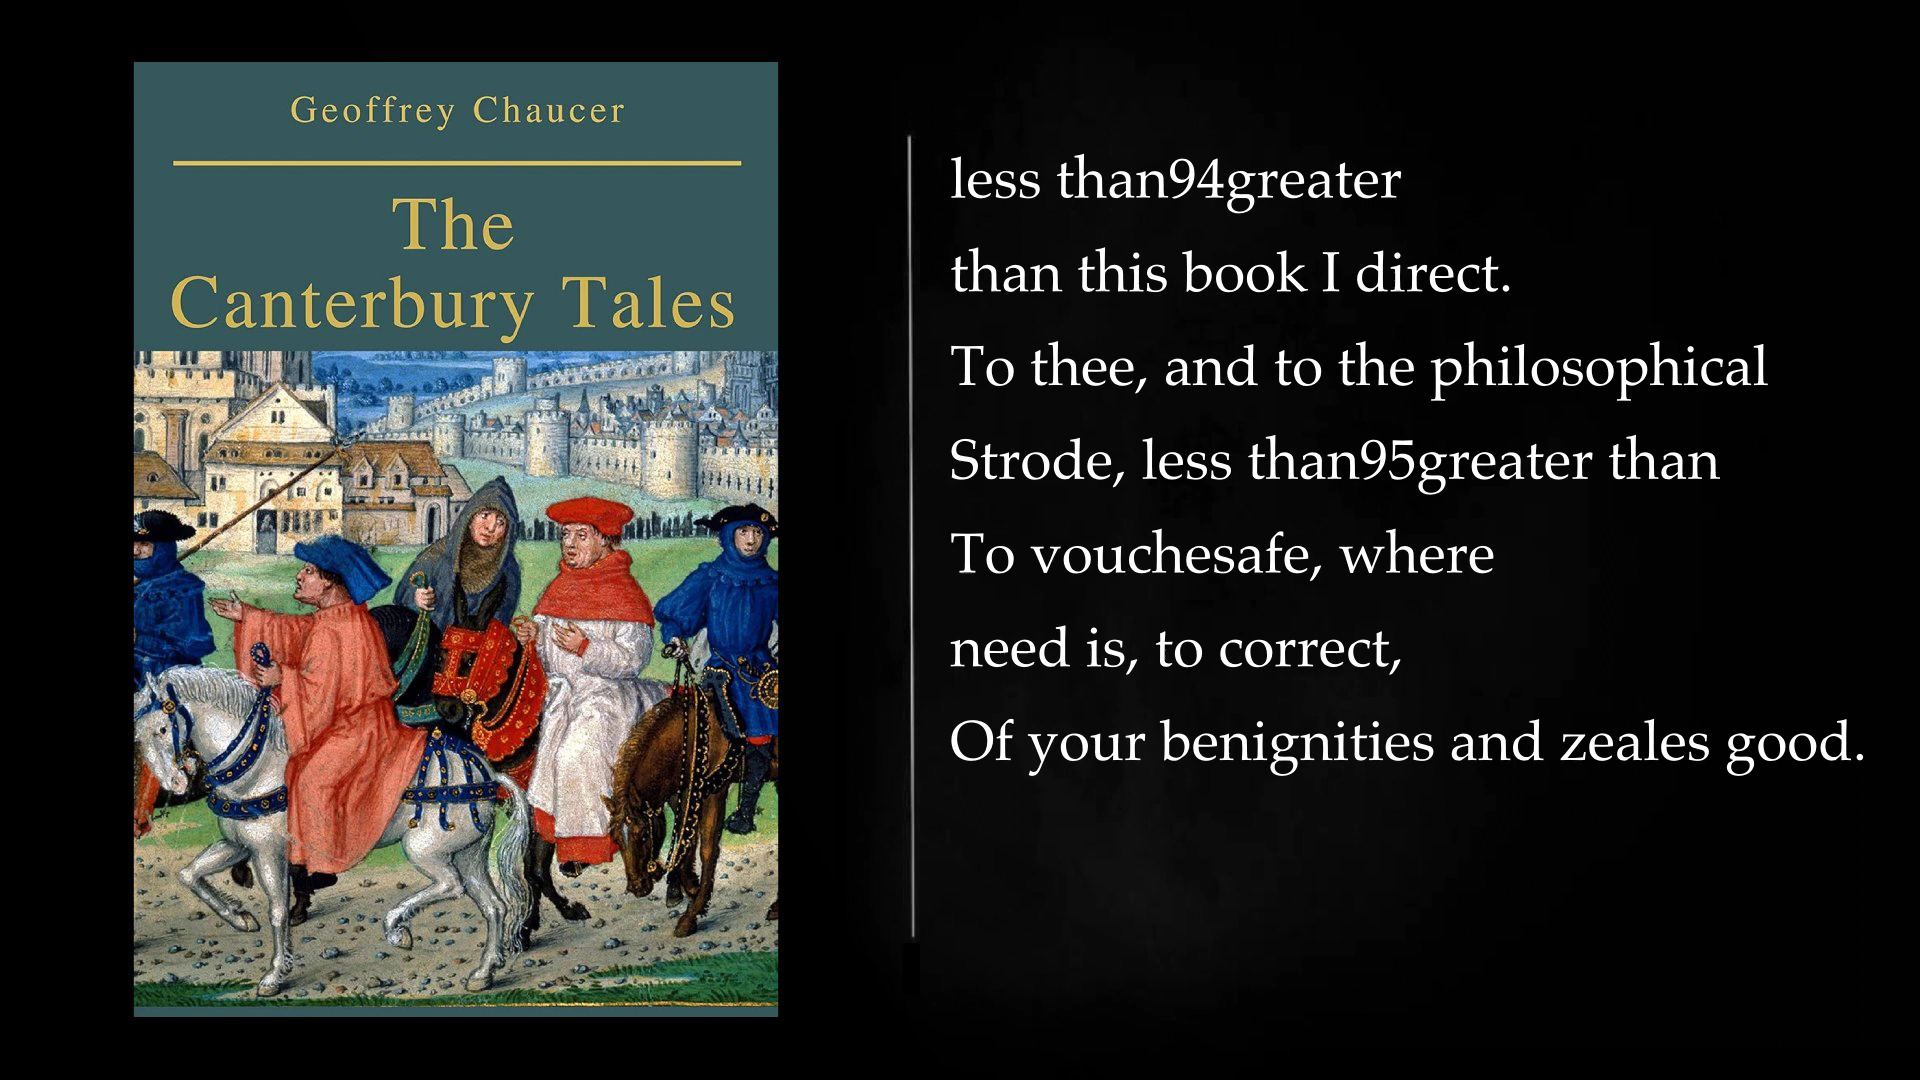 Geoffrey Chaucer
The
Canterbury Tales
less than94greater
than this book I direct.
To thee, and to the philosophical
Strode, less than95greater than
To vouchesafe, where
need is, to correct,
Of your benignities and zeales good.